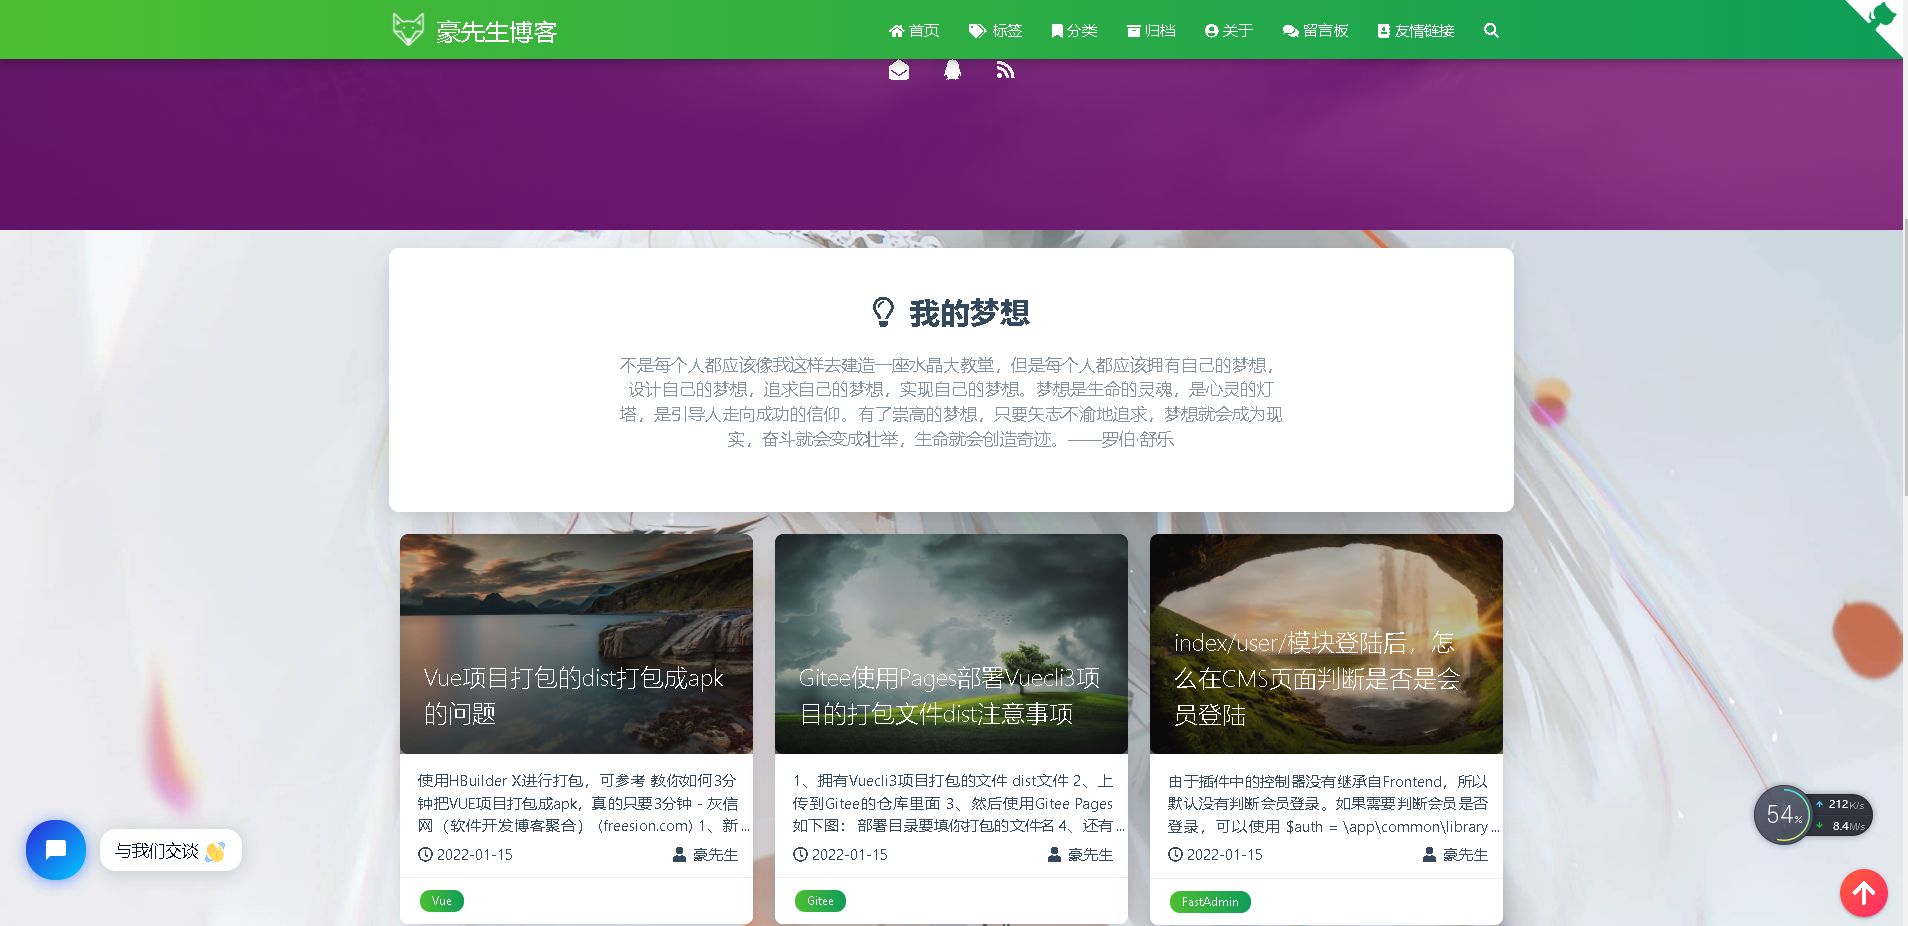 豪先生博客
首页 标签 分类 归档 关于 留言板 友情链接
我的梦想
不是每个人都应该像我这样去建造一座水晶大教堂，但是每个人都应该拥有自己的梦想，
设计自己的梦想，追求自己的梦想，实现自己的梦想。梦想是生命的灵魂，是心灵的灯
塔，是引导人走向成功的信仰。有了崇高的梦想，只要矢志不渝地追求，梦想就会成为现
实，奋斗就会变成壮举，生命就会创造奇迹。——罗伯·舒乐
Vue项目打包的dist打包成apk
的问题
使用HBuilder X进行打包，可参考 教你如何3分
钟把VUE项目打包成apk，真的只要3分钟 - 灰信
网（软件开发博客聚合） (freesion.com) 1、新...
2022-01-15 豪先生
Vue
Gitee使用Pages部署Vuecli3项
目的打包文件dist注意事项
1、拥有Vuecli3项目打包的文件 dist文件 2、上
传到Gitee的仓库里面 3、然后使用Gitee Pages
如下图： 部署目录要填你打包的文件名 4、还有...
2022-01-15 豪先生
Gitee
index/user/模块登陆后，怎
么在CMS页面判断是否是会
员登陆
由于插件中的控制器没有继承自Frontend，所以
默认没有判断会员登录。如果需要判断会员是否
登录，可以使用 $auth = \app\common\library...
2022-01-15 豪先生
FastAdmin
与我们交谈 👋
54%
212K/s
8.4M/s